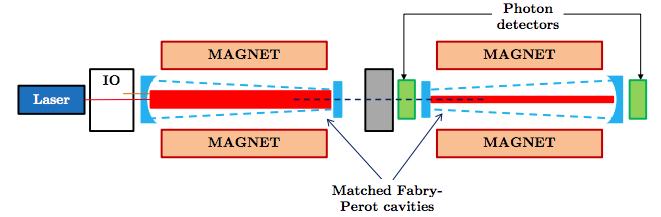 Photon
detectors
IO
MAGNET
MAGNET
Laser
MAGNET
MAGNET
Matched Fabry-
Perot cavities